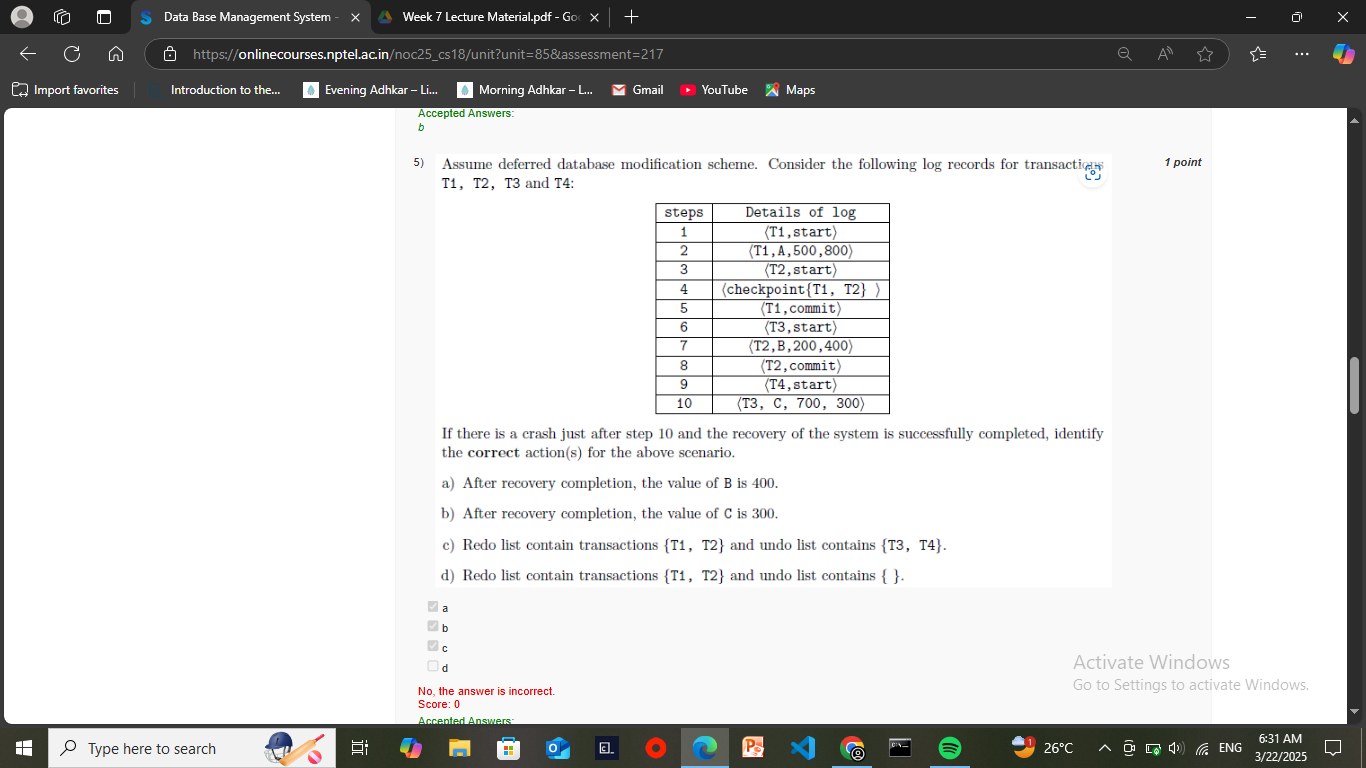 Data Base Management System -
Week 7 Lecture Material.pdf - Goo
https://onlinecourses.nptel.ac.in/noc25_cs18/unit?unit=85&assessment=217
Import favorites
Introduction to the...
Evening Adhkar – Li...
Morning Adhkar – L...
Gmail
YouTube
Maps
Accepted Answers:
b
5) Assume deferred database modification scheme. Consider the following log records for transactions 1 point
T1, T2, T3 and T4:
steps Details of log
1 ⟨T1,start⟩
2 ⟨T1,A,500,800⟩
3 ⟨T2,start⟩
4 ⟨checkpoint{T1, T2} ⟩
5 ⟨T1,commit⟩
6 ⟨T3,start⟩
7 ⟨T2,B,200,400⟩
8 ⟨T2,commit⟩
9 ⟨T4,start⟩
10 ⟨T3, C, 700, 300⟩
If there is a crash just after step 10 and the recovery of the system is successfully completed, identify
the correct action(s) for the above scenario.
a) After recovery completion, the value of B is 400.
b) After recovery completion, the value of C is 300.
c) Redo list contain transactions {T1, T2} and undo list contains {T3, T4}.
d) Redo list contain transactions {T1, T2} and undo list contains { }.
a
b
c
d
No, the answer is incorrect.
Score: 0
Accepted Answers:
Activate Windows
Go to Settings to activate Windows.
Type here to search
26°C
ENG
6:31 AM
3/22/2025